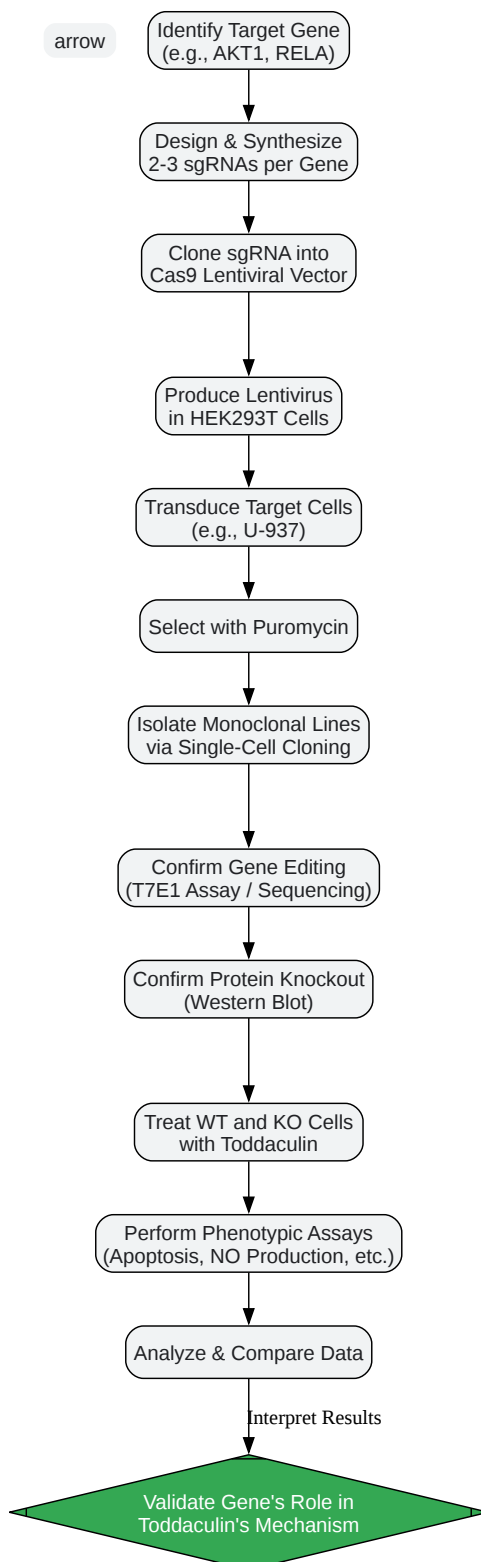 arrow
Identify Target Gene
(e.g., AKT1, RELA)
Design & Synthesize
2-3 sgRNAs per Gene
Clone sgRNA into
Cas9 Lentiviral Vector
Produce Lentivirus
in HEK293T Cells
Transduce Target Cells
(e.g., U-937)
Select with Puromycin
Isolate Monoclonal Lines
via Single-Cell Cloning
Confirm Gene Editing
(T7E1 Assay / Sequencing)
Confirm Protein Knockout
(Western Blot)
Treat WT and KO Cells
with Toddaculin
Perform Phenotypic Assays
(Apoptosis, NO Production, etc.)
Analyze & Compare Data
Interpret Results
Validate Gene's Role in
Toddaculin's Mechanism